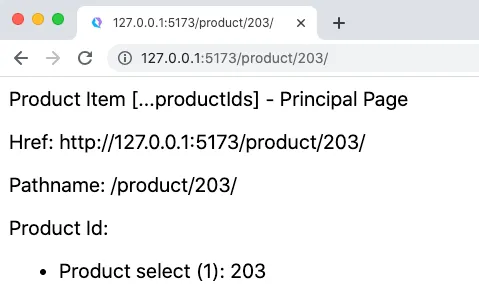 127.0.0.1:5173/product/203/
127.0.0.1:5173/product/203/
Product Item [...productIds] - Principal Page
Href: http://127.0.0.1:5173/product/203/
Pathname: /product/203/
Product Id:
• Product select (1): 203